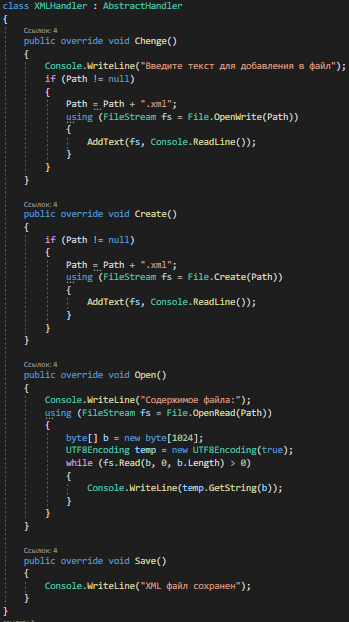 class XMLHandler : AbstractHandler
{
Ссылок: 4
public override void Chenge()
{
Console.WriteLine("Введите текст для добавления в файл");
if (Path != null)
{
Path = Path + ".xml";
using (FileStream fs = File.OpenWrite(Path))
{
AddText(fs, Console.ReadLine());
}
}
}
Ссылок: 4
public override void Create()
{
if (Path != null)
{
Path = Path + ".xml";
using (FileStream fs = File.Create(Path))
{
AddText(fs, Console.ReadLine());
}
}
}
Ссылок: 4
public override void Open()
{
Console.WriteLine("Содержимое файла:");
using (FileStream fs = File.OpenRead(Path))
{
byte[] b = new byte[1024];
UTF8Encoding temp = new UTF8Encoding(true);
while (fs.Read(b, 0, b.Length) > 0)
{
Console.WriteLine(temp.GetString(b));
}
}
}
Ссылок: 4
public override void Save()
{
Console.WriteLine("XML файл сохранен");
}
}